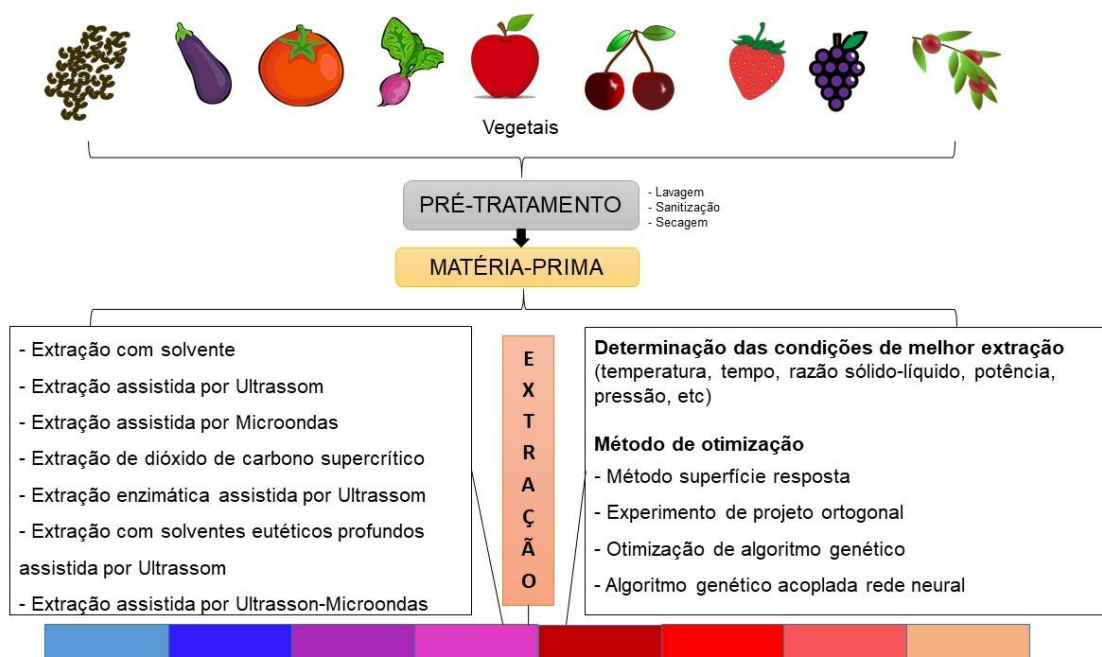 Vegetais
PRÉ-TRATAMENTO
- Lavagem
- Sanitização
- Secagem
MATÉRIA-PRIMA
- Extração com solvente
- Extração assistida por Ultrassom
- Extração assistida por Microondas
- Extração de dióxido de carbono supercrítico
- Extração enzimática assistida por Ultrassom
- Extração com solventes eutéticos profundos
assistida por Ultrassom
- Extração assistida por Ultrasson-Microondas
E
X
T
R
A
Ç
Ã
O
Determinação das condições de melhor extração
(temperatura, tempo, razão sólido-líquido, potência,
pressão, etc)
Método de otimização
- Método superfície resposta
- Experimento de projeto ortogonal
- Otimização de algoritmo genético
- Algoritmo genético acoplada rede neural